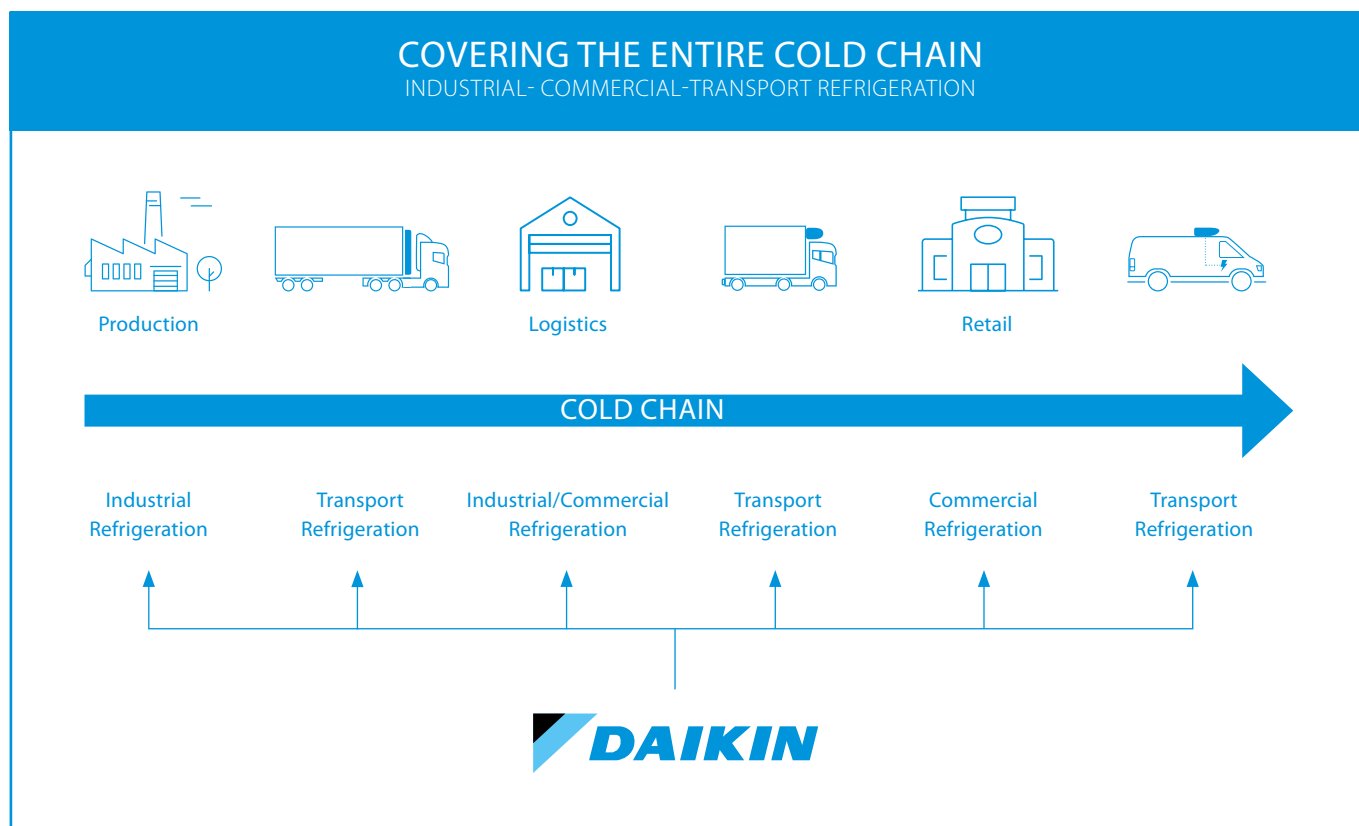 COVERING THE ENTIRE COLD CHAIN
INDUSTRIAL- COMMERCIAL-TRANSPORT REFRIGERATION
Production
Logistics
Retail
COLD CHAIN
Industrial
Refrigeration
Transport
Refrigeration
Industrial/Commercial
Refrigeration
Transport
Refrigeration
Commercial
Refrigeration
Transport
Refrigeration
DAIKIN